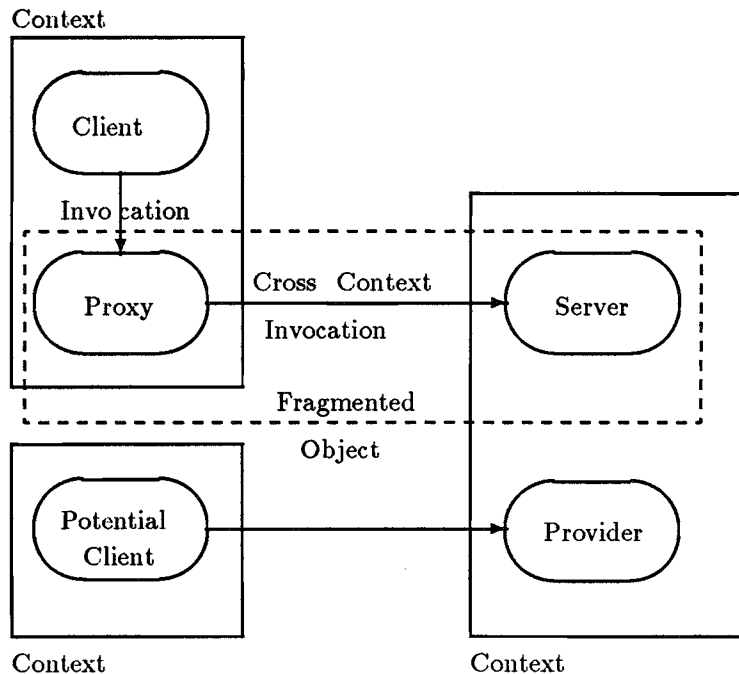 Context
Client
Invocation
Proxy
Cross Context
Invocation
Server
Fragmented
Object
Potential
Client
Provider
Context
Context